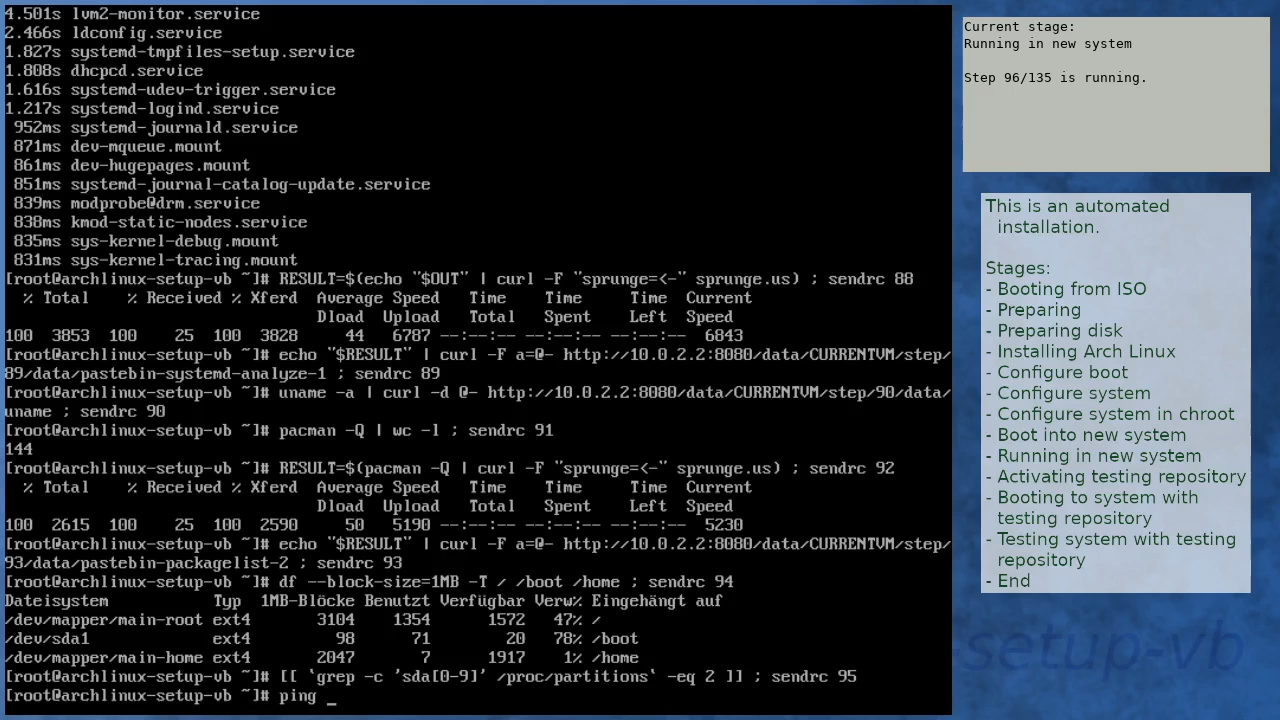 4.501s lvm2-monitor.service
2.466s ldconfig.service
1.827s systemd-tmpfiles-setup.service
1.808s dhcpcd.service
1.616s systemd-udev-trigger.service
1.217s systemd-logind.service
952ms systemd-journald.service
871ms dev-mqueue.mount
861ms dev-hugepages.mount
851ms systemd-journal-catalog-update.service
839ms modprobe@drm.service
838ms kmod-static-nodes.service
835ms sys-kernel-debug.mount
831ms sys-kernel-tracing.mount
[root@archlinux-setup-vb ~]# RESULT=$(echo "$OUT" | curl -F "sprunge=<-" sprunge.us) ; sendrc 88
  % Total    % Received % Xferd  Average Speed   Time    Time     Time  Current
                                 Dload  Upload   Total   Spent    Left  Speed
100  3853  100    25  100  3828     44   6787 --:--:-- --:--:-- --:--:--  6843
[root@archlinux-setup-vb ~]# echo "$RESULT" | curl -F a=@- http://10.0.2.2:8080/data/CURRENTVM/step/
89/data/pastebin-systemd-analyze-1 ; sendrc 89
[root@archlinux-setup-vb ~]# uname -a | curl -d @- http://10.0.2.2:8080/data/CURRENTVM/step/90/data/
uname ; sendrc 90
[root@archlinux-setup-vb ~]# pacman -Q | wc -l ; sendrc 91
144
[root@archlinux-setup-vb ~]# RESULT=$(pacman -Q | curl -F "sprunge=<-" sprunge.us) ; sendrc 92
  % Total    % Received % Xferd  Average Speed   Time    Time     Time  Current
                                 Dload  Upload   Total   Spent    Left  Speed
100  2615  100    25  100  2590     50   5190 --:--:-- --:--:-- --:--:--  5230
[root@archlinux-setup-vb ~]# echo "$RESULT" | curl -F a=@- http://10.0.2.2:8080/data/CURRENTVM/step/
93/data/pastebin-packagelist-2 ; sendrc 93
[root@archlinux-setup-vb ~]# df --block-size=1MB -T / /boot /home ; sendrc 94
Dateisystem           Typ  1MB-Blöcke Benutzt Verfügbar Verw% Eingehängt auf
/dev/mapper/main-root ext4       3104    1354      1572   47% /
/dev/sda1             ext4         98      71        20   78% /boot
/dev/mapper/main-home ext4       2047       7      1917    1% /home
[root@archlinux-setup-vb ~]# [[ `grep -c 'sda[0-9]' /proc/partitions` -eq 2 ]] ; sendrc 95
[root@archlinux-setup-vb ~]# ping _
Current stage:
Running in new system
Step 96/135 is running.
This is an automated
installation.
Stages:
- Booting from ISO
- Preparing
- Preparing disk
- Installing Arch Linux
- Configure boot
- Configure system
- Configure system in chroot
- Boot into new system
- Running in new system
- Activating testing repository
- Booting to system with
testing repository
- Testing system with testing
repository
- End
-setup-vb